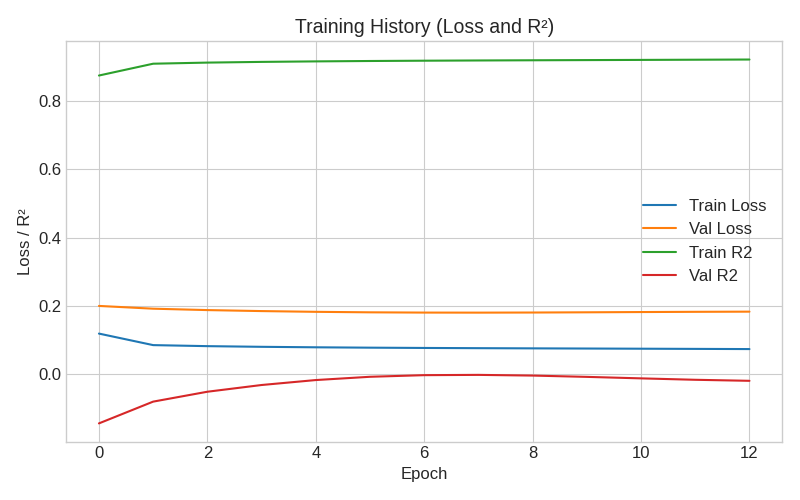 Training History (Loss and R²)
Loss / R²
0.8
0.6
0.4
0.2
0.0
Train Loss
Val Loss
Train R2
Val R2
0 2 4 6 8 10 12
Epoch